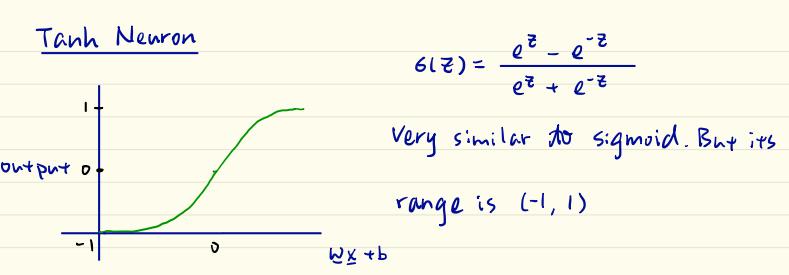 Tanh Neuron
σ(z) = (e^z - e^-z) / (e^z + e^-z)
1
Very similar to sigmoid. But its
output 0
range is (-1, 1)
-1
0
wx + b